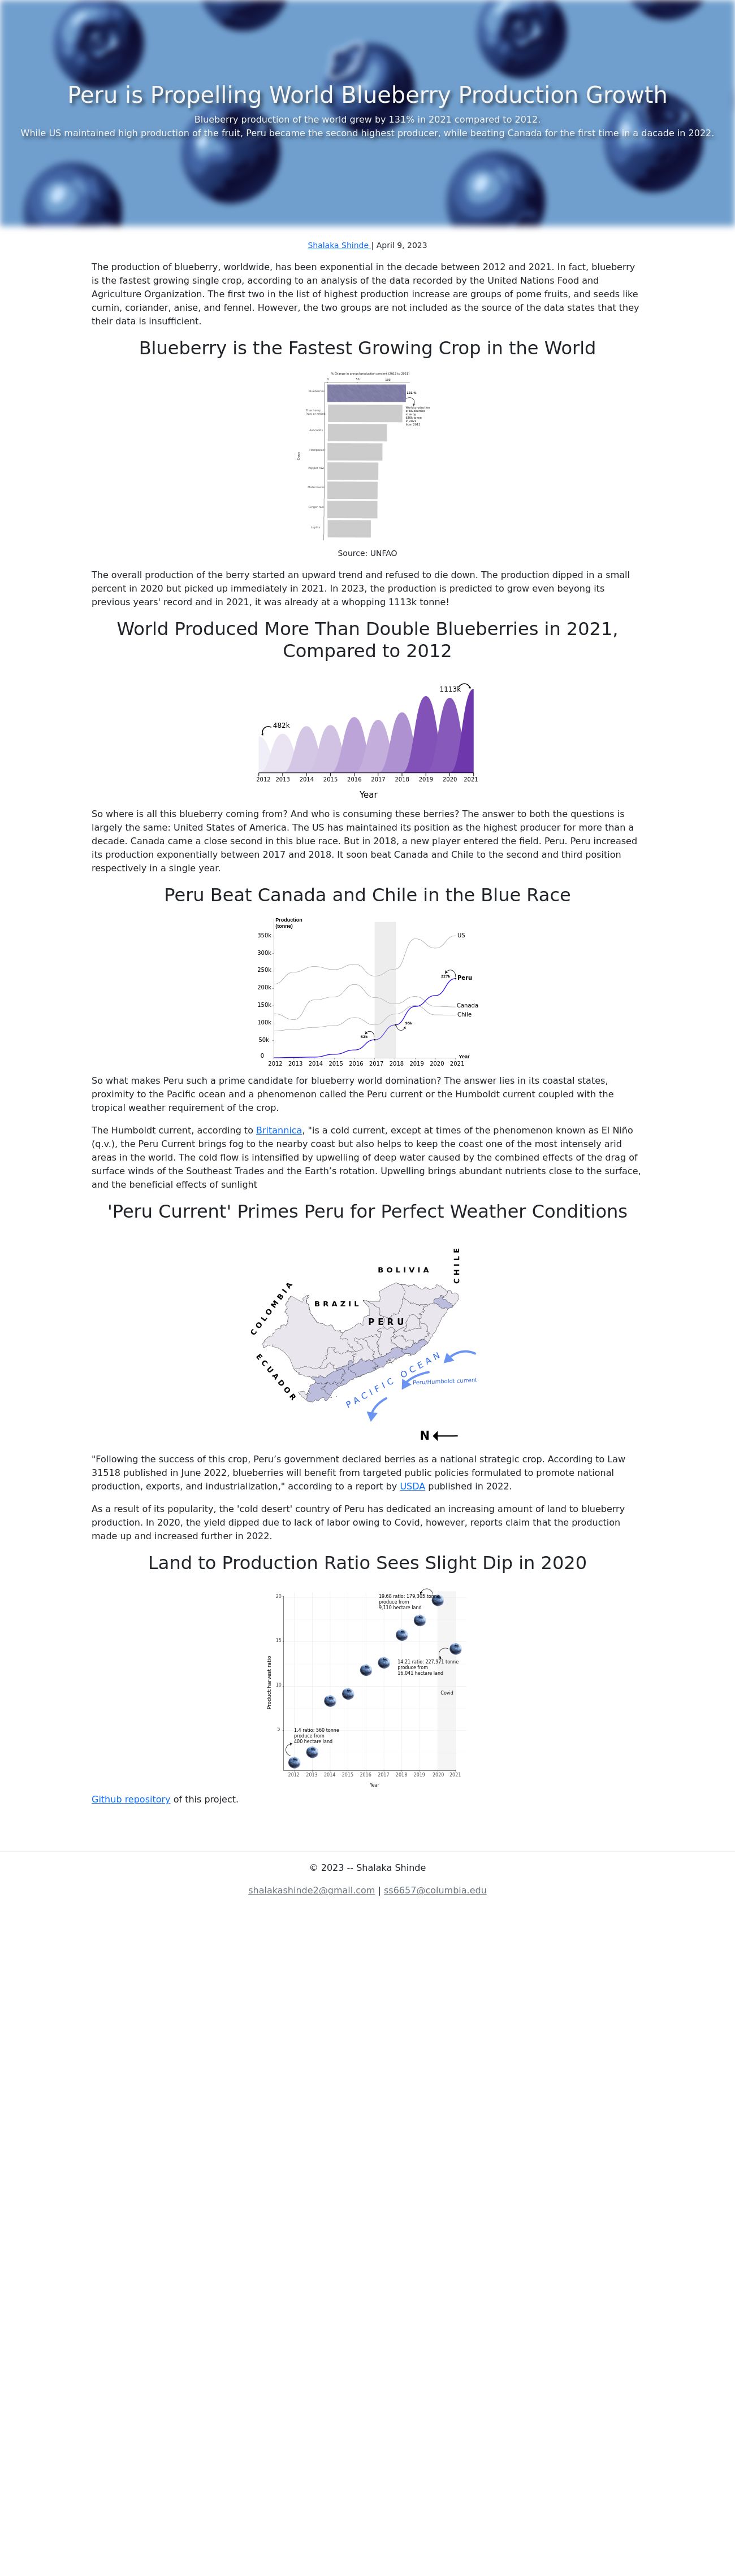 Peru is Propelling World Blueberry Production Growth
Blueberry production of the world grew by 131% in 2021 compared to 2012.
While US maintained high production of the fruit, Peru became the second highest producer, while beating Canada for the first time in a dacade in 2022.
Shalaka Shinde | April 9, 2023
The production of blueberry, worldwide, has been exponential in the decade between 2012 and 2021. In fact, blueberry
is the fastest growing single crop, according to an analysis of the data recorded by the United Nations Food and
Agriculture Organization. The first two in the list of highest production increase are groups of pome fruits, and seeds like
cumin, coriander, anise, and fennel. However, the two groups are not included as the source of the data states that they
their data is insufficient.
Blueberry is the Fastest Growing Crop in the World
% Change in annual production percent (2012 to 2021)
0 50 100
Blueberries
131 %
World production
of blueberries
2021
from 2012
Avocados
Crops
Ginger raw
Lupins
Source: UNFAO
The overall production of the berry started an upward trend and refused to die down. The production dipped in a small
percent in 2020 but picked up immediately in 2021. In 2023, the production is predicted to grow even beyong its
previous years' record and in 2021, it was already at a whopping 1113k tonne!
World Produced More Than Double Blueberries in 2021,
Compared to 2012
1113k
482k
2012 2013 2014 2015 2016 2017 2018 2019 2020 2021
Year
So where is all this blueberry coming from? And who is consuming these berries? The answer to both the questions is
largely the same: United States of America. The US has maintained its position as the highest producer for more than a
decade. Canada came a close second in this blue race. But in 2018, a new player entered the field. Peru. Peru increased
its production exponentially between 2017 and 2018. It soon beat Canada and Chile to the second and third position
respectively in a single year.
Peru Beat Canada and Chile in the Blue Race
Production
(tonne)
350k
US
300k
250k
227k
Peru
200k
150k
Canada
Chile
100k
95k
52k
50k
0
Year
2012 2013 2014 2015 2016 2017 2018 2019 2020 2021
So what makes Peru such a prime candidate for blueberry world domination? The answer lies in its coastal states,
proximity to the Pacific ocean and a phenomenon called the Peru current or the Humboldt current coupled with the
tropical weather requirement of the crop.
The Humboldt current, according to Britannica, "is a cold current, except at times of the phenomenon known as El Niño
(q.v.), the Peru Current brings fog to the nearby coast but also helps to keep the coast one of the most intensely arid
areas in the world. The cold flow is intensified by upwelling of deep water caused by the combined effects of the drag of
surface winds of the Southeast Trades and the Earth’s rotation. Upwelling brings abundant nutrients close to the surface,
and the beneficial effects of sunlight
'Peru Current' Primes Peru for Perfect Weather Conditions
CHILE
BOLIVIA
COLOMBIA
BRAZIL
PERU
ECUADOR
PACIFIC OCEAN
Peru/Humboldt current
N
"Following the success of this crop, Peru’s government declared berries as a national strategic crop. According to Law
31518 published in June 2022, blueberries will benefit from targeted public policies formulated to promote national
production, exports, and industrialization," according to a report by USDA published in 2022.
As a result of its popularity, the 'cold desert' country of Peru has dedicated an increasing amount of land to blueberry
production. In 2020, the yield dipped due to lack of labor owing to Covid, however, reports claim that the production
made up and increased further in 2022.
Land to Production Ratio Sees Slight Dip in 2020
20
19.68 ratio: 179,305 tonne
produce from
9,110 hectare land
15
14.21 ratio: 227,971 tonne
produce from
16,041 hectare land
Product:harvest ratio
10
Covid
5
1.4 ratio: 560 tonne
produce from
400 hectare land
2012 2013 2014 2015 2016 2017 2018 2019 2020 2021
Year
Github repository of this project.
© 2023 -- Shalaka Shinde
shalakashinde2@gmail.com | ss6657@columbia.edu